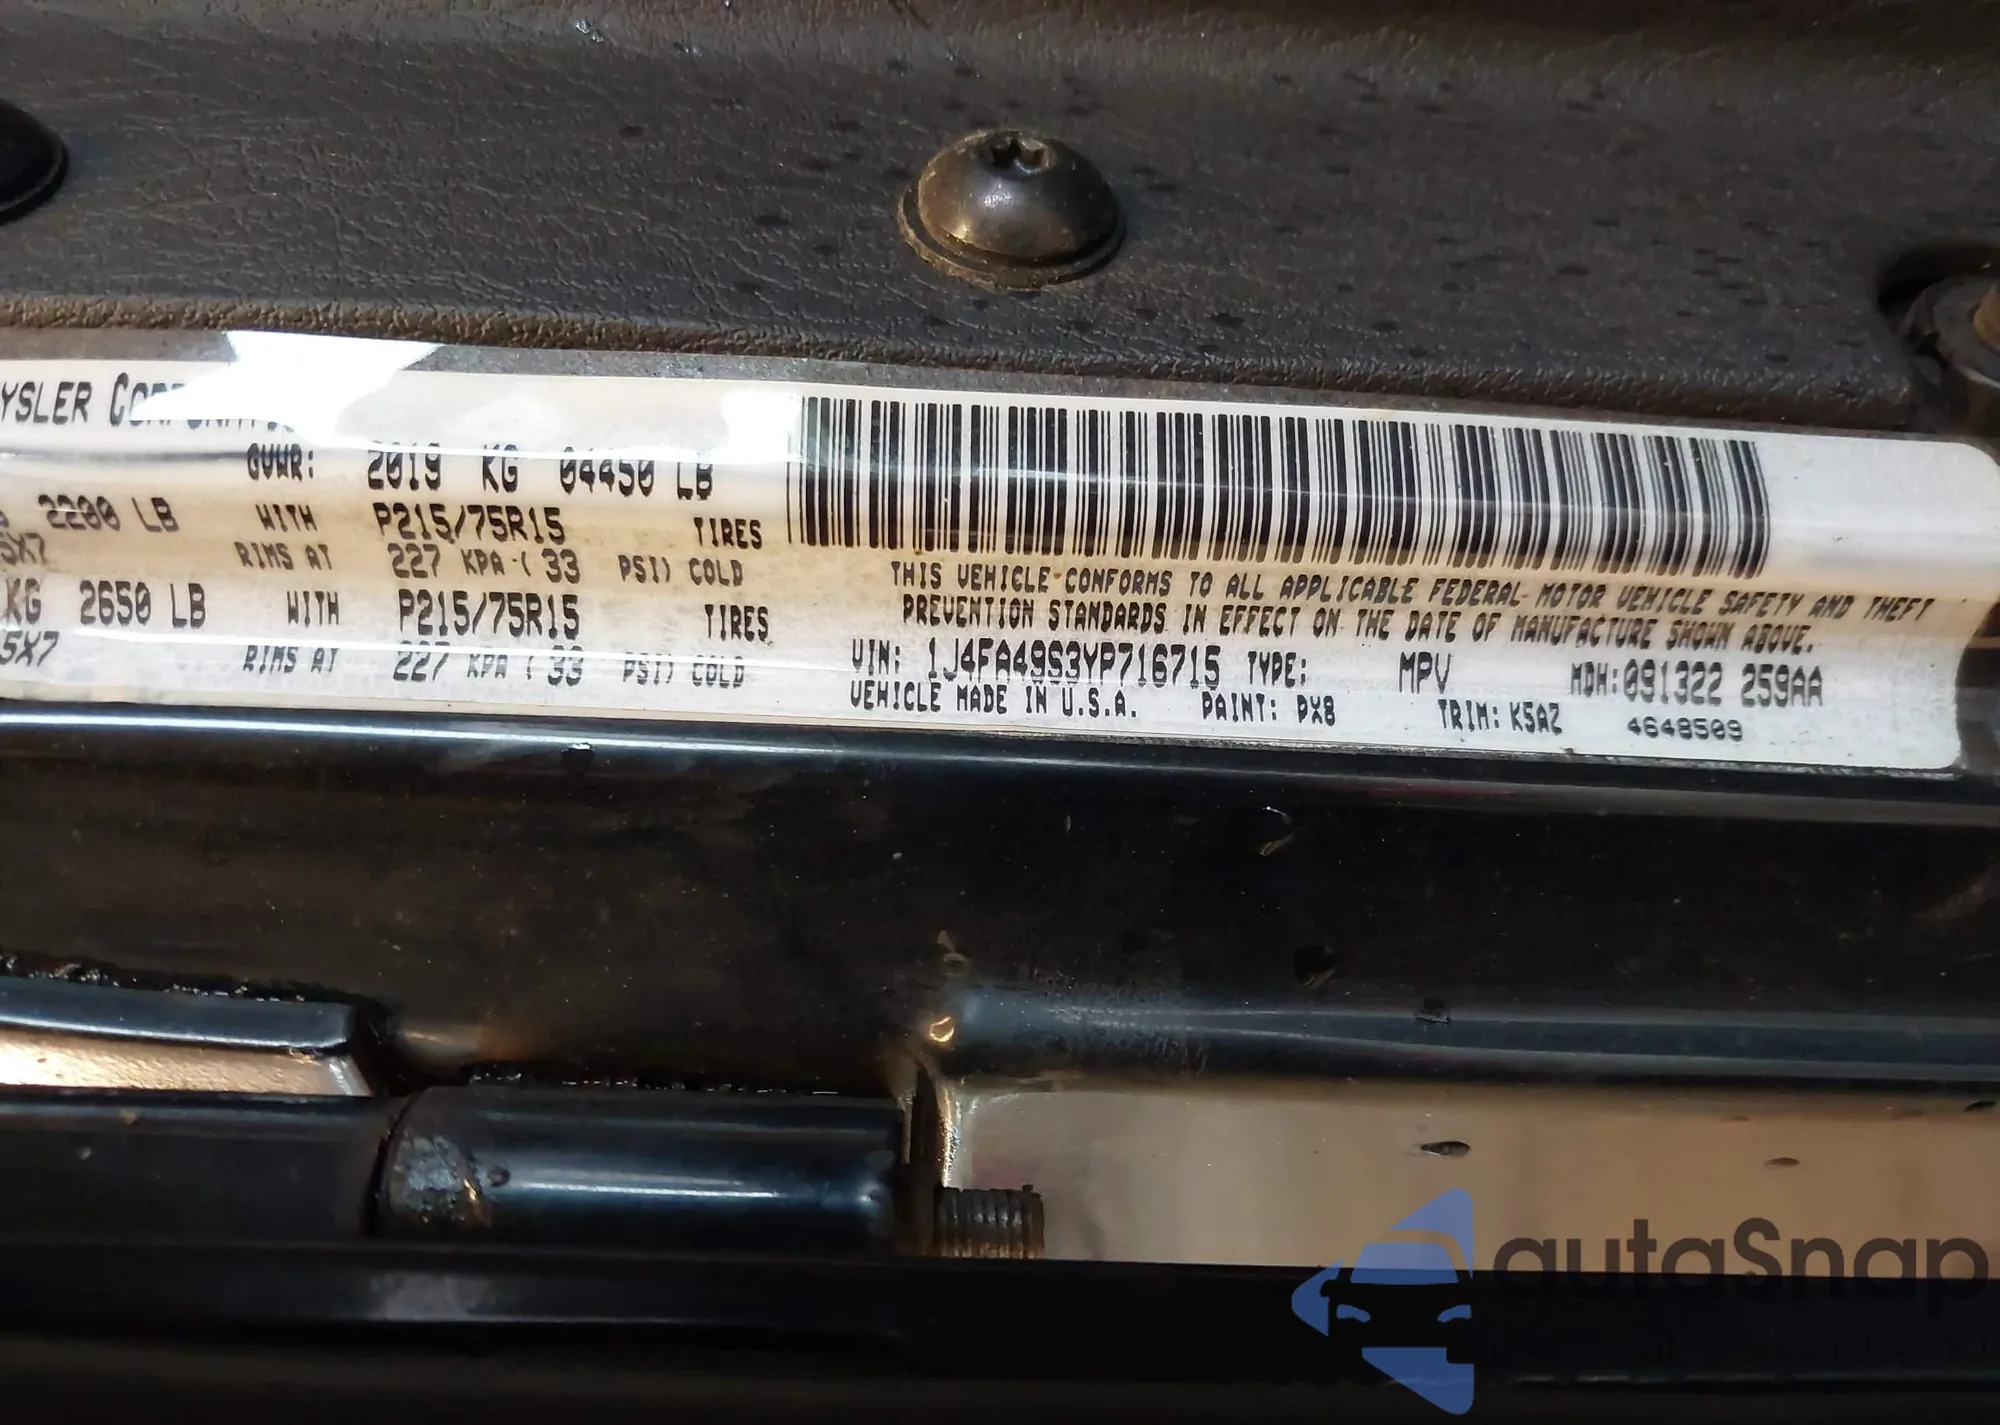 YSLER CORPORATI
GVWR: 2019 KG 04450 LB
2200 LB WITH P215/75R15 TIRES
5X7 RIMS AT 227 KPA ( 33 PSI) COLD
KG 2650 LB WITH P215/75R15 TIRES
5X7 RIMS AT 227 KPA ( 33 PSI) COLD
THIS VEHICLE CONFORMS TO ALL APPLICABLE FEDERAL MOTOR VEHICLE SAFETY AND THEFT
PREVENTION STANDARDS IN EFFECT ON THE DATE OF MANUFACTURE SHOWN ABOVE.
VIN: 1J4FA49S3YP716715 TYPE: MPV MDH:091322 259AA
VEHICLE MADE IN U.S.A. PAINT: PX8 TRIM: K5AZ 4648509
autaSnap